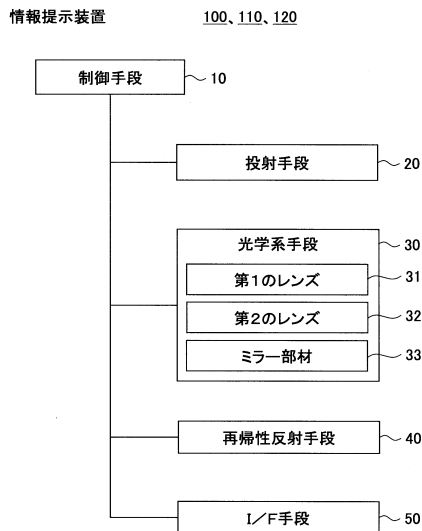 情報提示装置 100、110、120
制御手段 10
投射手段 20
光学系手段 30
第1のレンズ 31
第2のレンズ 32
ミラー部材 33
再帰性反射手段 40
I/F手段 50